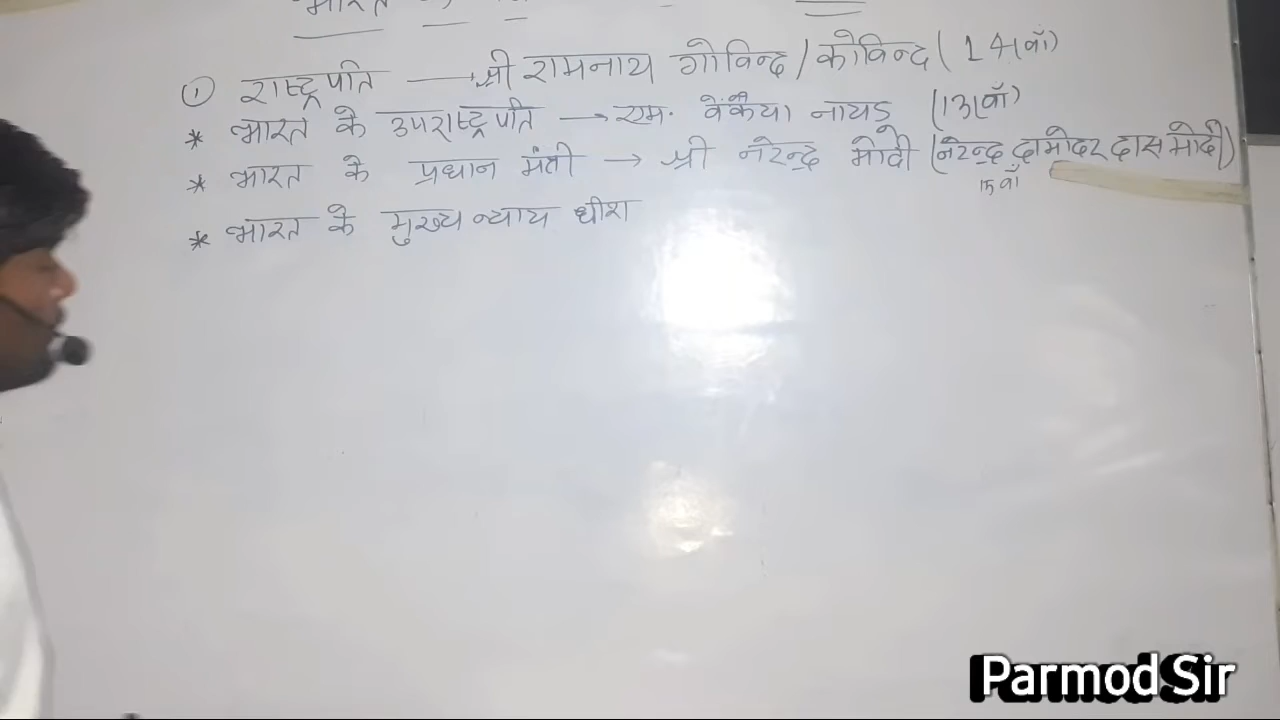 भारत के
① राष्ट्रपति → श्री रामनाथ गोविन्द / कोविन्द ( 14वाँ)
* भारत के उपराष्ट्रपति → एम. वेंकैया नायडू (13वाँ)
* भारत के प्रधान मंत्री → श्री नरेन्द्र मोदी (नरेन्द्र दामोदर दास मोदी)
15वाँ
* भारत के मुख्य न्याय धीश
Parmod Sir